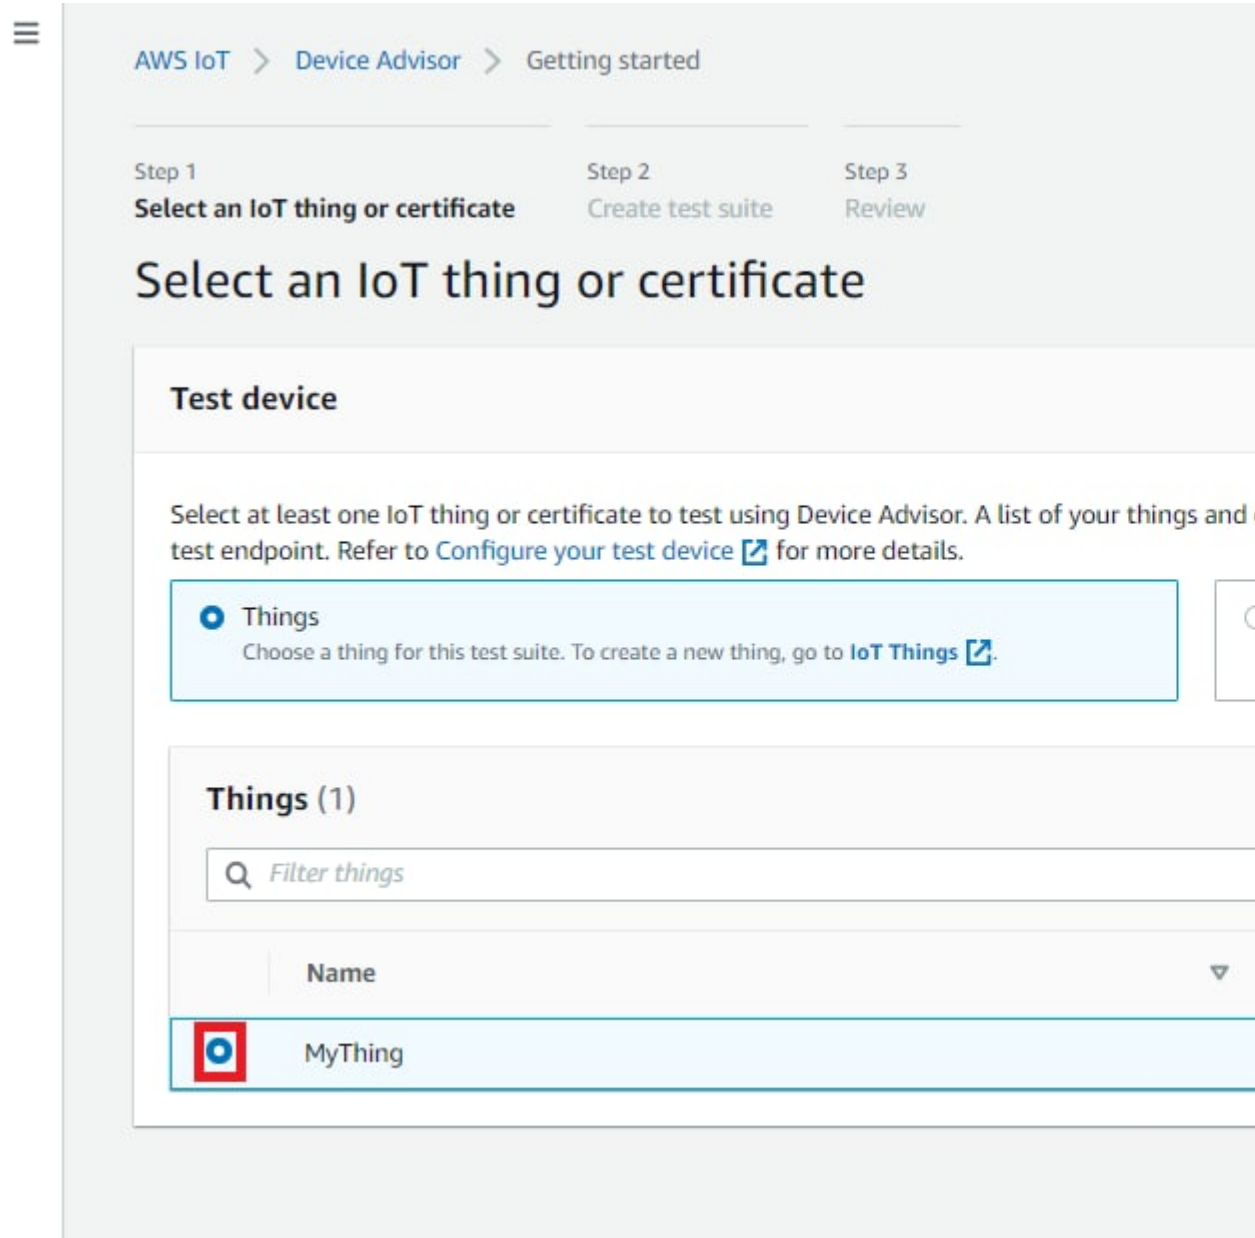 AWS IoT > Device Advisor > Getting started
Step 1
Select an IoT thing or certificate
Step 2
Create test suite
Step 3
Review
Select an IoT thing or certificate
Test device
Select at least one IoT thing or certificate to test using Device Advisor. A list of your things and
test endpoint. Refer to Configure your test device for more details.
Things
Choose a thing for this test suite. To create a new thing, go to IoT Things.
Things (1)
Filter things
Name
MyThing